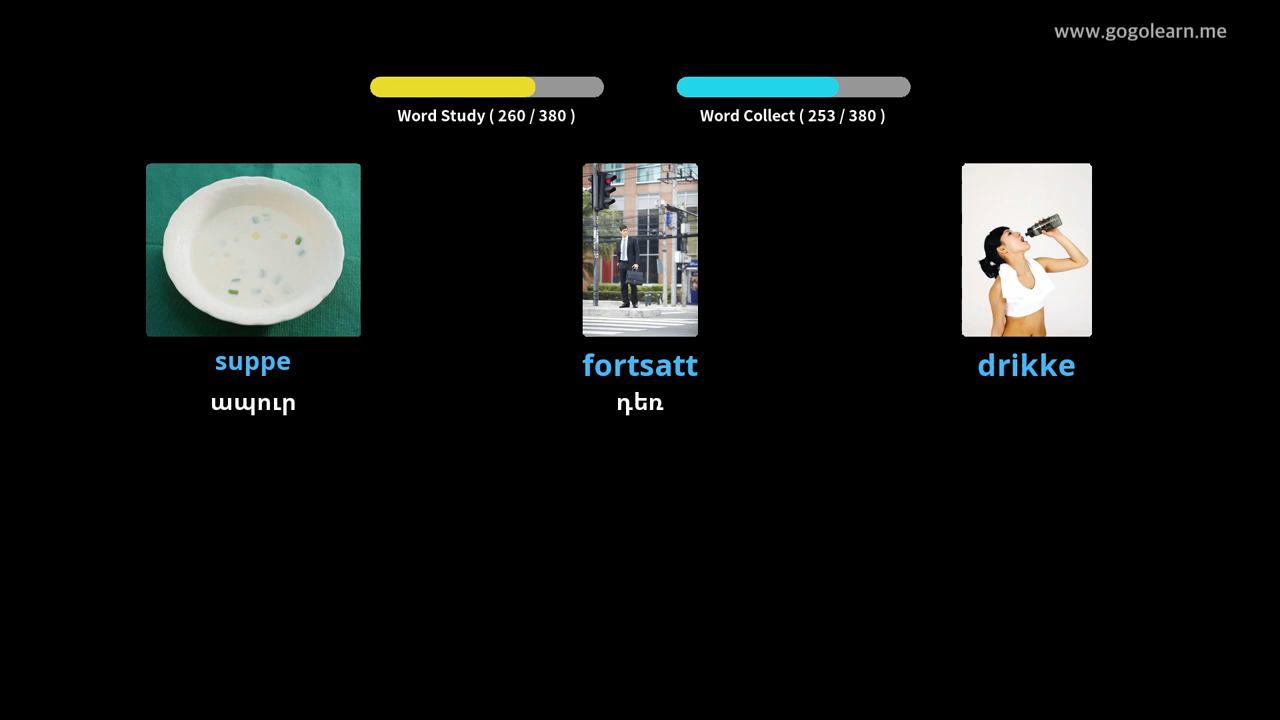 www.gogolearn.me
Word Study ( 260 / 380 )
Word Collect ( 253 / 380 )
suppe
fortsatt
drikke
ապուր
դեռ